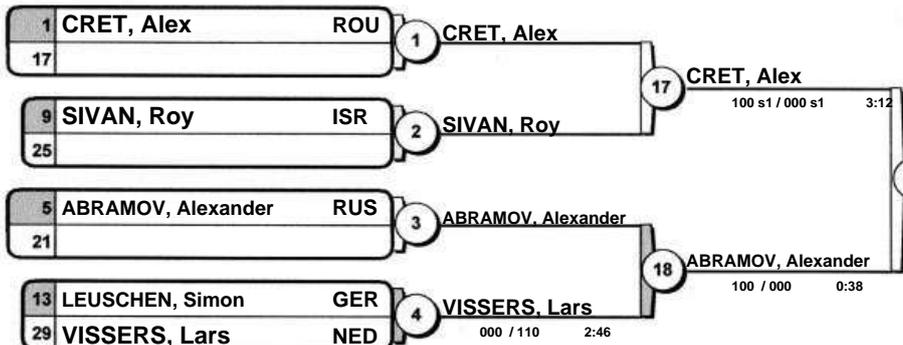 1 CRET, Alex ROU
17
9 SIVAN, Roy ISR
25
5 ABRAMOV, Alexander RUS
21
13 LEUSCHEN, Simon GER
29 VISSERS, Lars NED
1 CRET, Alex
2 SIVAN, Roy
3 ABRAMOV, Alexander
4 VISSERS, Lars
000 / 110 2:46
17 CRET, Alex
100 s1 / 000 s1 3:12
18 ABRAMOV, Alexander
100 / 000 0:38